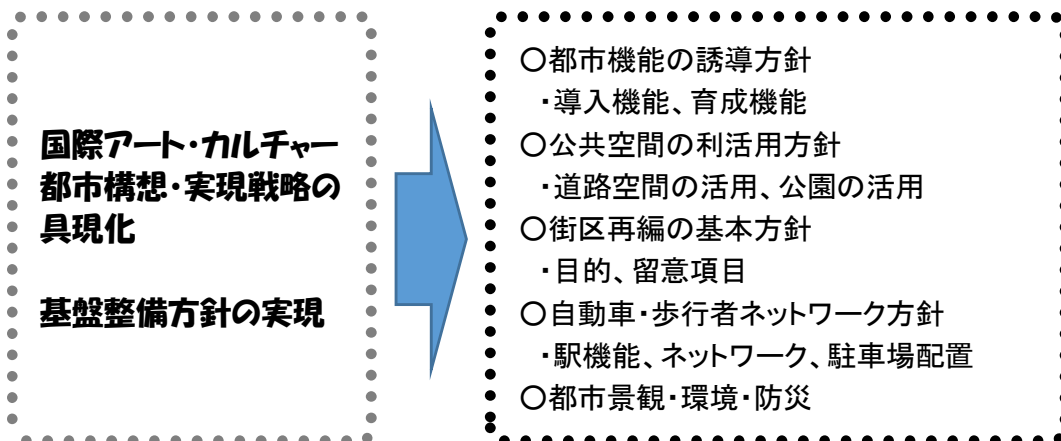 国際アート・カルチャー
都市構想・実現戦略の
具現化
基盤整備方針の実現
○都市機能の誘導方針
・導入機能、育成機能
○公共空間の利活用方針
・道路空間の活用、公園の活用
○街区再編の基本方針
・目的、留意項目
○自動車・歩行者ネットワーク方針
・駅機能、ネットワーク、駐車場配置
○都市景観・環境・防災